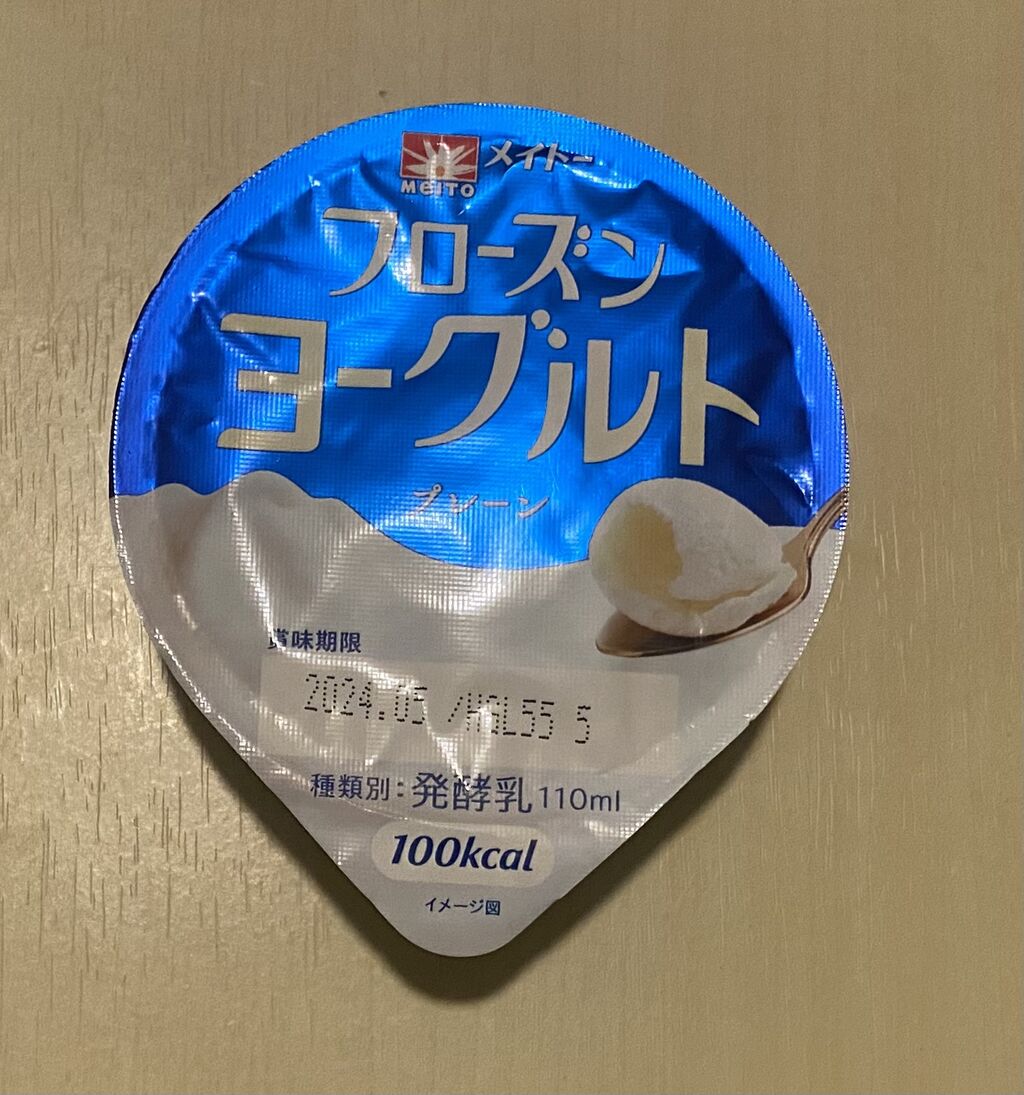 MEITO メイトー
フローズン
ヨーグルト
プレーン
賞味期限
2024.05 /HGL55 5
種類別:発酵乳 110ml
100kcal
イメージ図